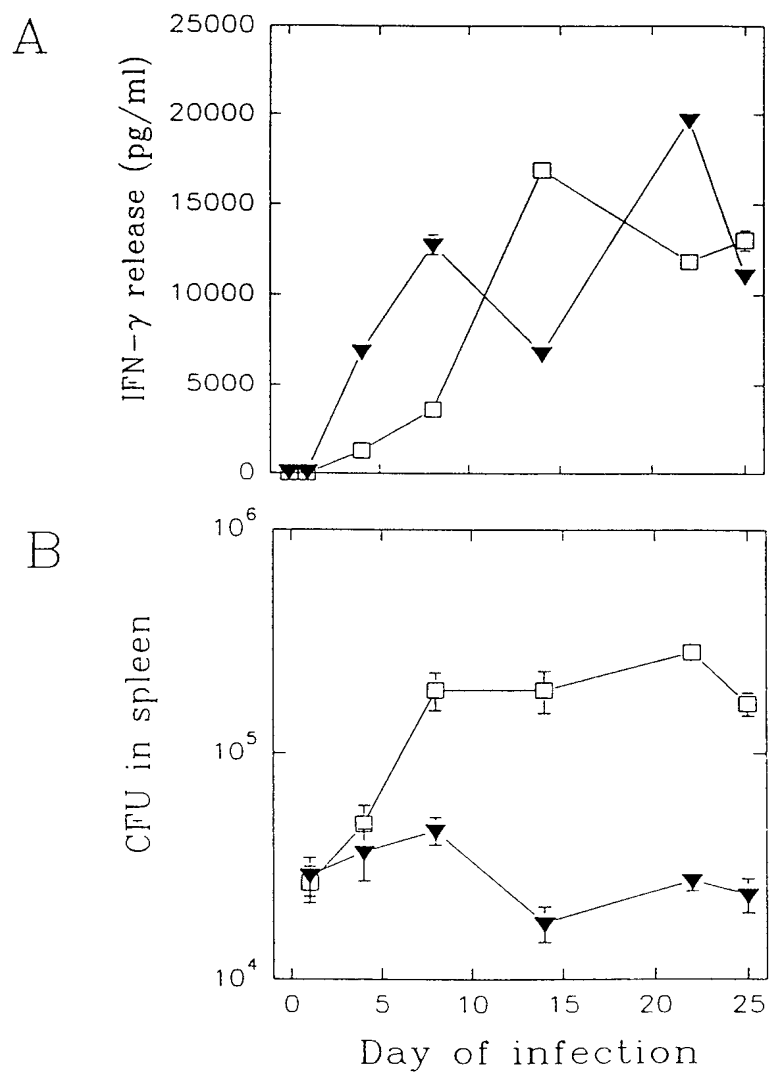 A
IFN-γ release (pg/ml)
25000
20000
15000
10000
5000
0
B
CFU in spleen
10⁶
10⁵
10⁴
0 5 10 15 20 25
Day of infection